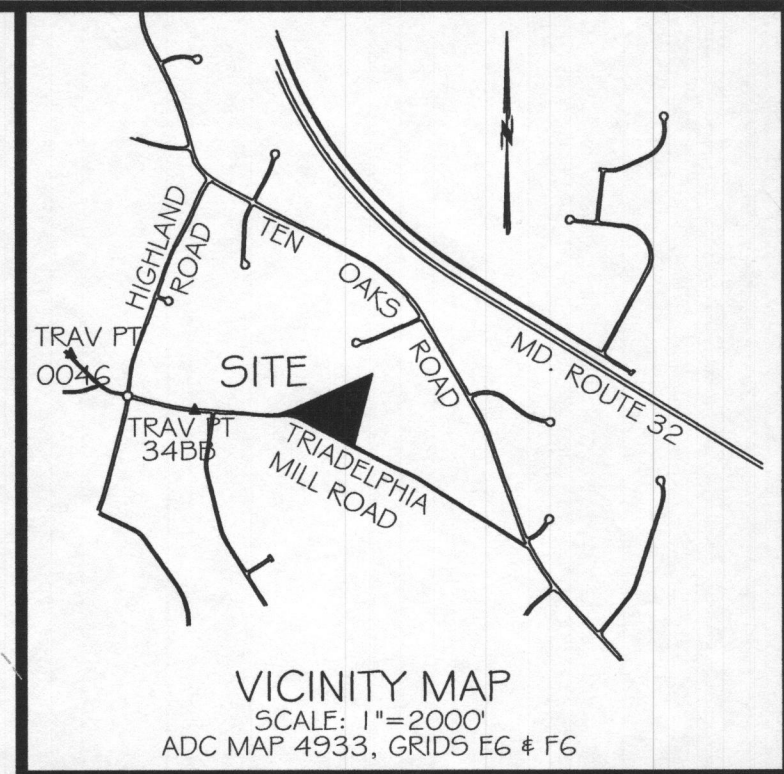 N
HIGHLAND
ROAD
TEN
OAKS
ROAD
MD. ROUTE 32
TRAV PT
0046
SITE
TRAV PT
34BB
TRIADELPHIA
MILL ROAD
VICINITY MAP
SCALE: 1"=2000'
ADC MAP 4933, GRIDS E6 & F6